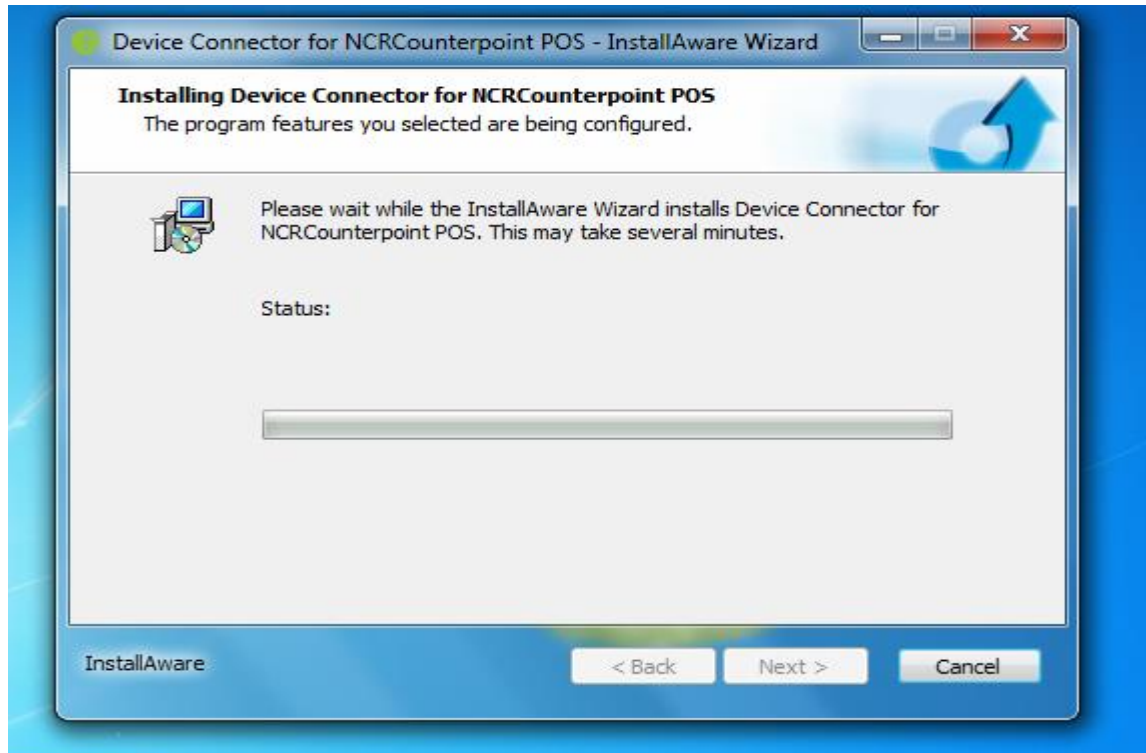 Device Connector for NCRCounterpoint POS - InstallAware Wizard
Installing Device Connector for NCRCounterpoint POS
The program features you selected are being configured.
Please wait while the InstallAware Wizard installs Device Connector for
NCRCounterpoint POS. This may take several minutes.
Status:
InstallAware
< Back
Next >
Cancel